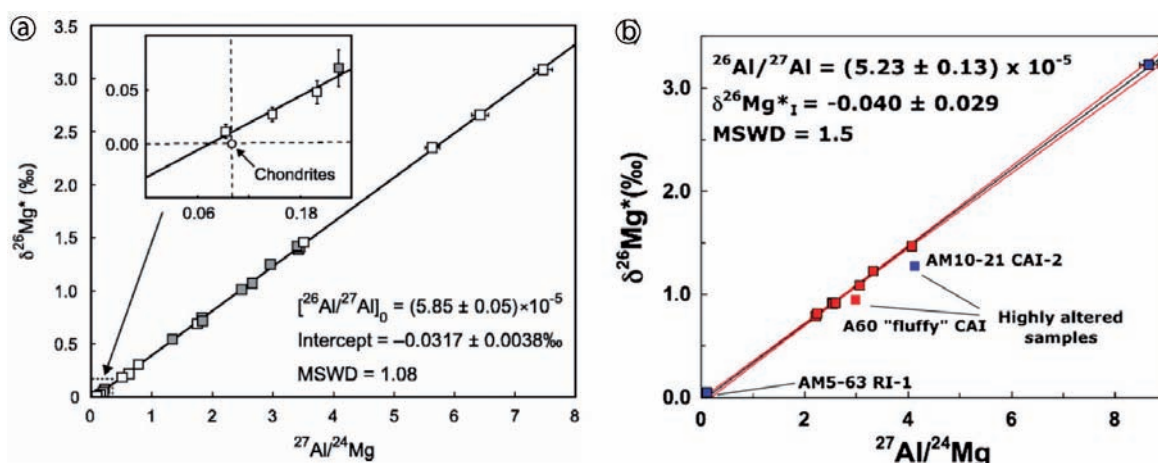 ⓐ
3.5
3.0
2.5
2.0
1.5
1.0
0.5
0
δ²⁶Mg* (‰)
0.05
0.00
Chondrites
0.06
0.18
[²⁶Al/²⁷Al]₀ = (5.85 ± 0.05)×10⁻⁵
Intercept = –0.0317 ± 0.0038‰
MSWD = 1.08
0 1 2 3 4 5 6 7 8
²⁷Al/²⁴Mg
ⓑ
²⁶Al/²⁷Al = (5.23 ± 0.13) x 10⁻⁵
δ²⁶Mg*I = -0.040 ± 0.029
MSWD = 1.5
3.0
2.0
1.0
0.0
δ²⁶Mg*(‰)
AM10-21 CAI-2
A60 "fluffy" CAI
Highly altered
samples
AM5-63 RI-1
0 2 4 6 8
²⁷Al/²⁴Mg